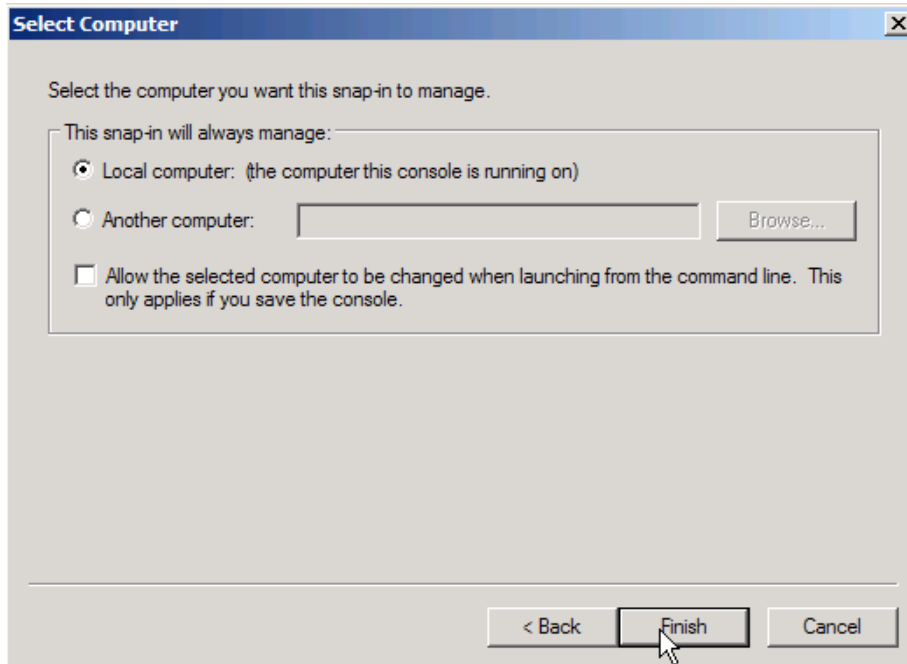 Select Computer
Select the computer you want this snap-in to manage.
This snap-in will always manage:
Local computer: (the computer this console is running on)
Another computer:
Browse...
Allow the selected computer to be changed when launching from the command line. This
only applies if you save the console.
< Back
Finish
Cancel